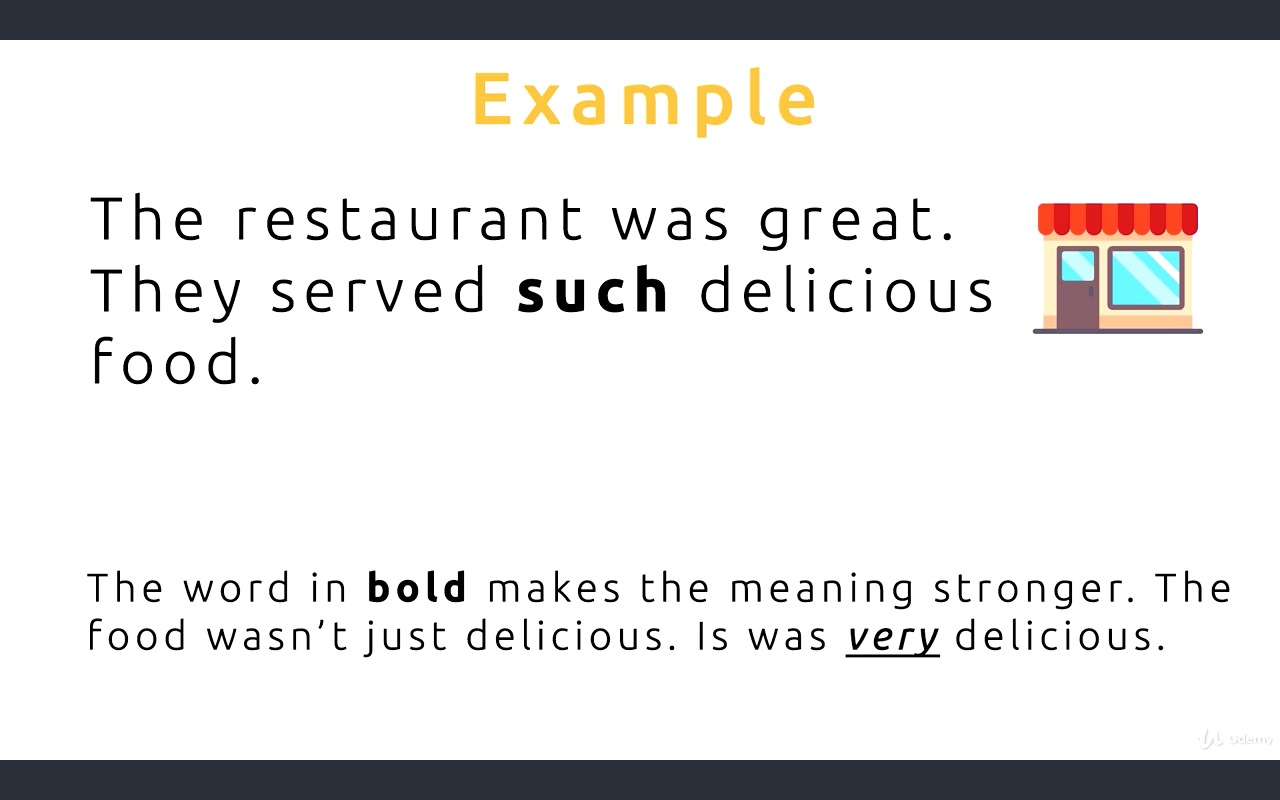 Example
The restaurant was great.
They served such delicious
food.
The word in bold makes the meaning stronger. The
food wasn’t just delicious. Is was very delicious.
Udemy